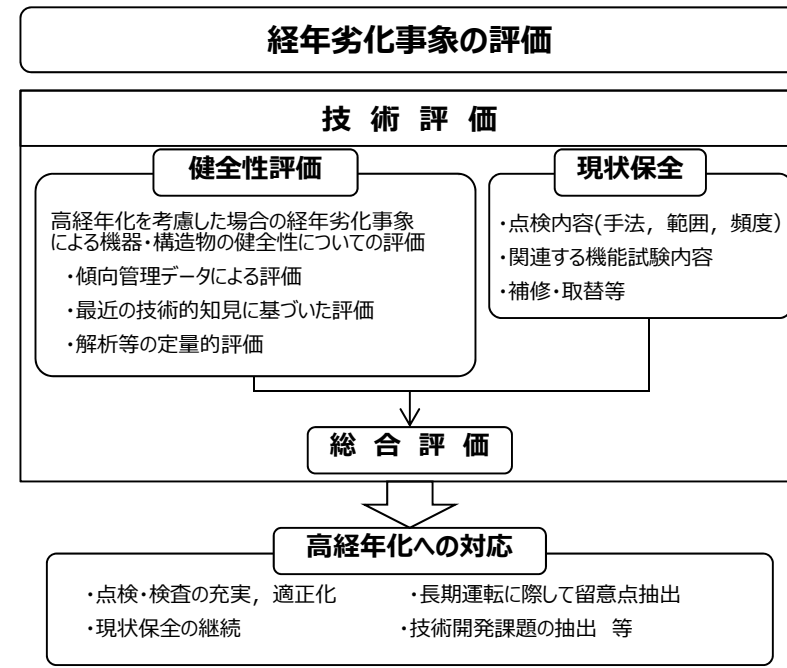 経年劣化事象の評価
技 術 評 価
健全性評価
高経年化を考慮した場合の経年劣化事象
による機器・構造物の健全性についての評価
・傾向管理データによる評価
・最近の技術的知見に基づいた評価
・解析等の定量的評価
現状保全
・点検内容(手法，範囲，頻度)
・関連する機能試験内容
・補修・取替等
総 合 評 価
高経年化への対応
・点検・検査の充実，適正化
・現状保全の継続
・長期運転に際して留意点抽出
・技術開発課題の抽出 等